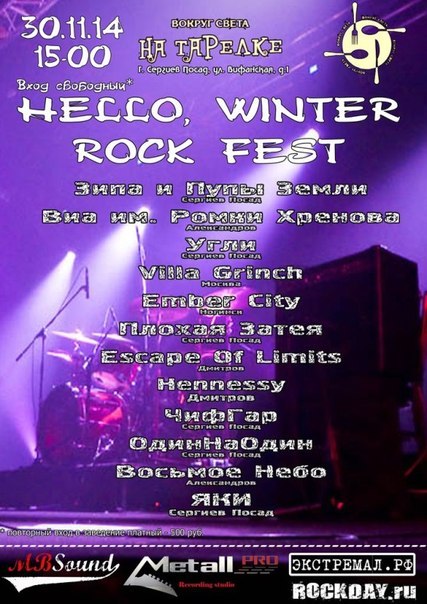 30.11.14
15-00
ВОКРУГ СВЕТА
НА ТАРЕЛКЕ
Г. Сергиев Посад, ул. Вифанская, д.1
Вход свободный*
HELLO, WINTER
ROCK FEST
Зипа и Пупы Земли
Сергиев Посад
Виа им. Ромки Хренова
Александров
Угли
Сергиев Посад
Villa Grinch
Москва
Ember City
Ногинск
Плохая Затея
Сергиев Посад
Escape Of Limits
Дмитров
Hennessy
Дмитров
ЧифГар
Сергиев Посад
ОдинНаОдин
Сергиев Посад
Восьмое Небо
Александров
ЯКИ
Сергиев Посад
* повторный вход в заведение платный - 500 руб.
MBSound
Metall PRO
Recording studio
ЭКСТРЕМАЛ.РФ
ROCKDAY.ru